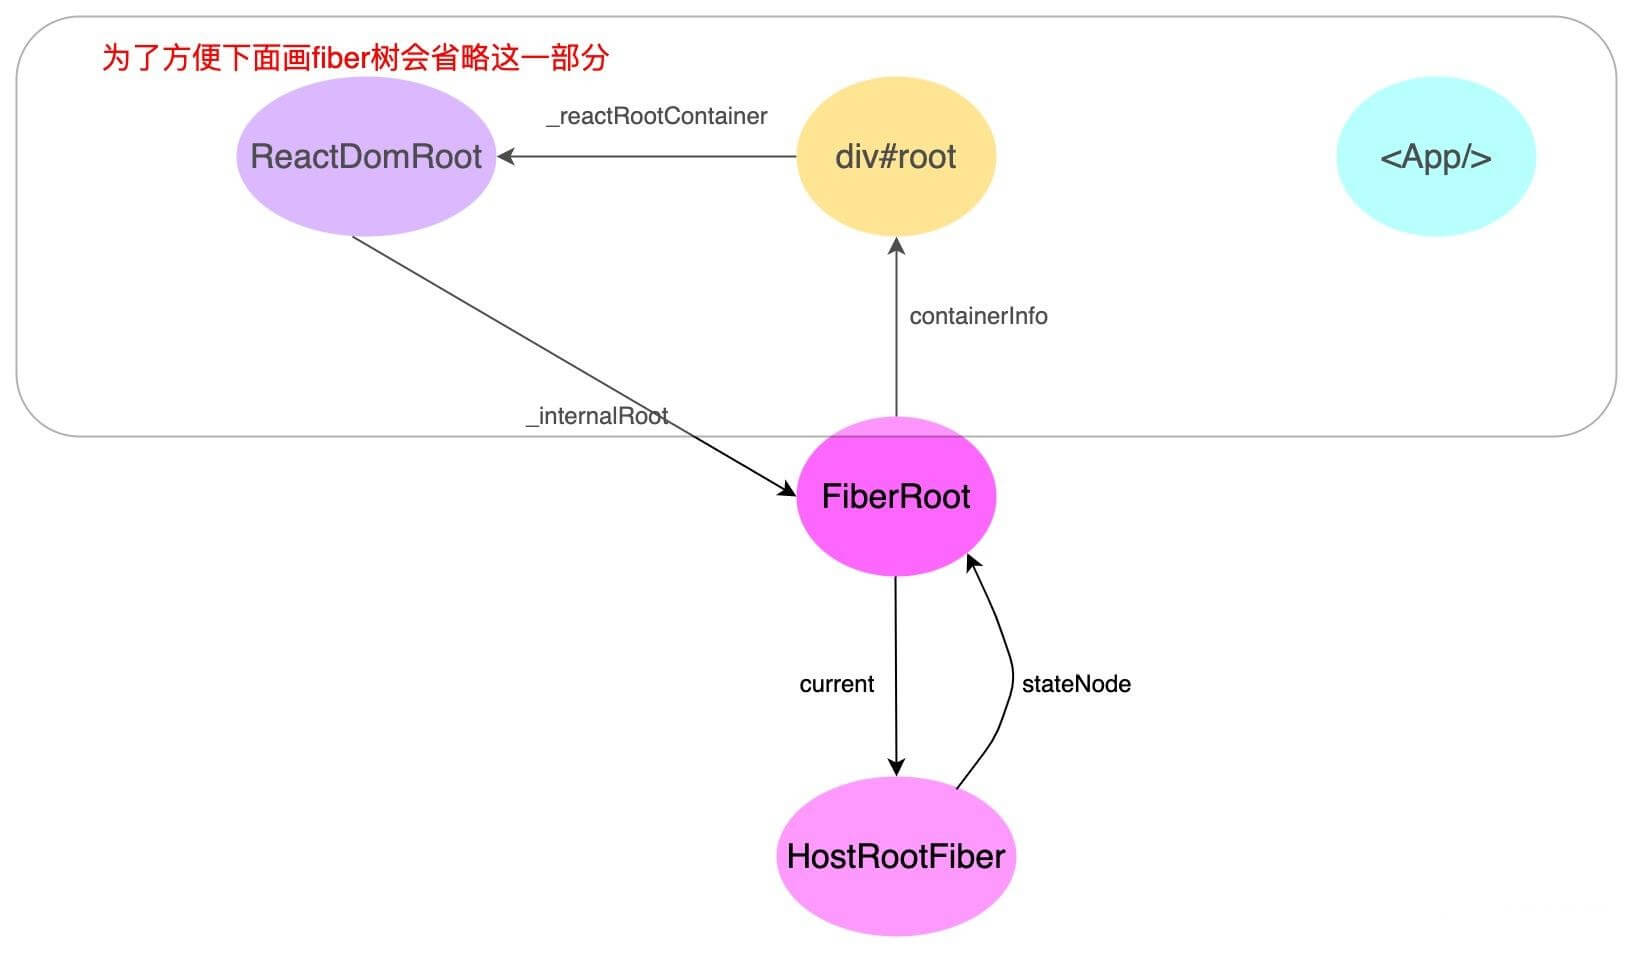 为了方便下面画fiber树会省略这一部分
_reactRootContainer
ReactDomRoot
div#root
<App/>
containerInfo
_internalRoot
FiberRoot
current
stateNode
HostRootFiber